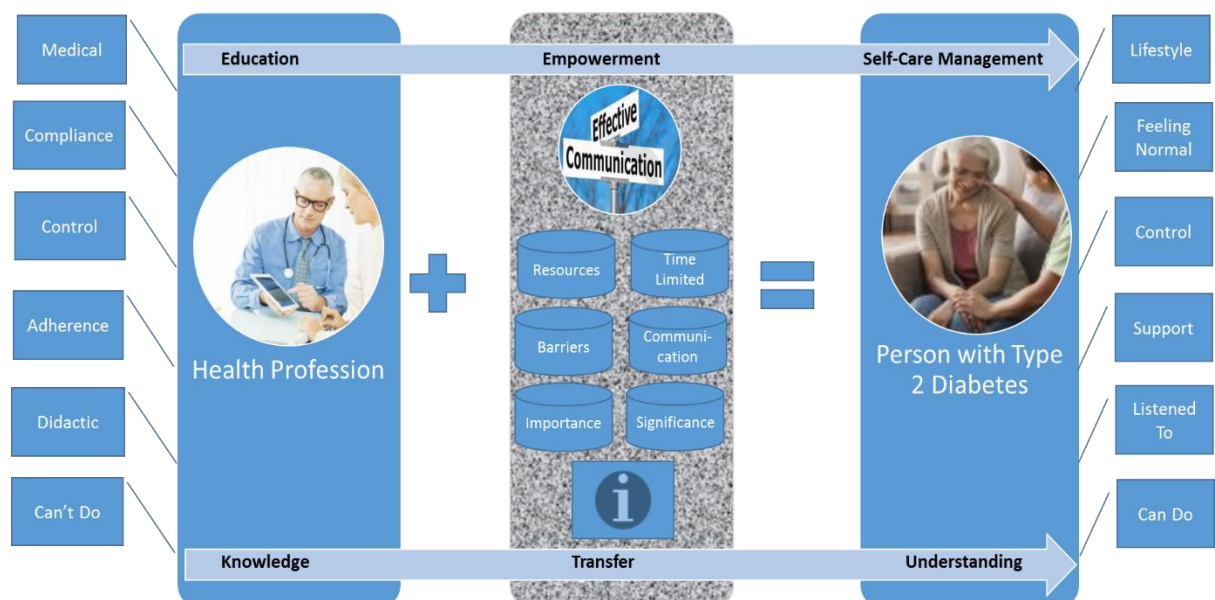 Medical
Compliance
Control
Adherence
Didactic
Can't Do
Education
Empowerment
Self-Care Management
Health Profession
Effective
Communication
Resources
Time
Limited
Barriers
Communi-
cation
Importance
Significance
i
Person with Type
2 Diabetes
Knowledge
Transfer
Understanding
Lifestyle
Feeling
Normal
Control
Support
Listened
To
Can Do